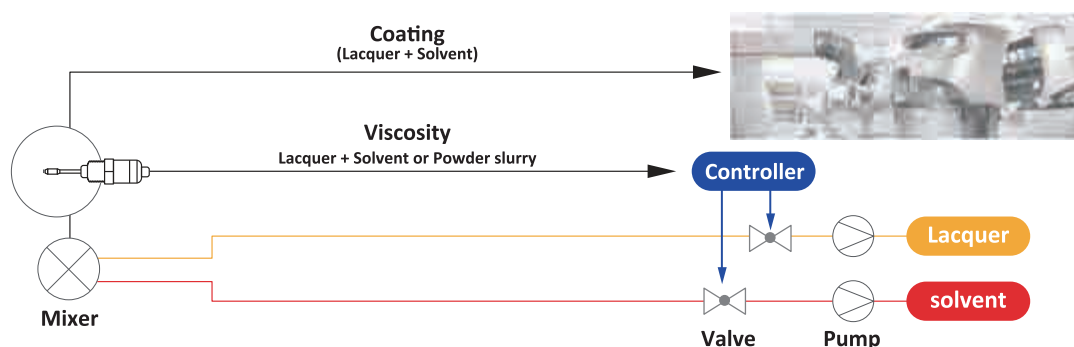 Coating
(Lacquer + Solvent)
Viscosity
Lacquer + Solvent or Powder slurry
Controller
Lacquer
solvent
Mixer
Valve
Pump